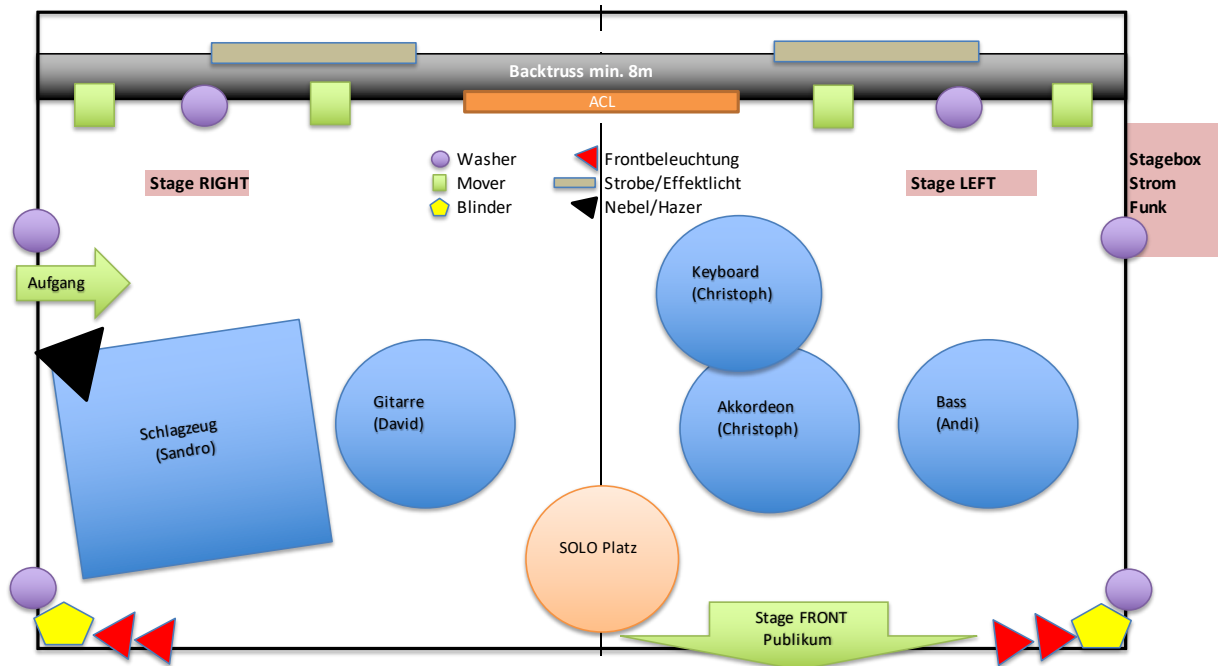 Backtruss min. 8m
ACL
Washer
Frontbeleuchtung
Mover
Strobe/Effektlicht
Blinder
Nebel/Hazer
Stage RIGHT
Stage LEFT
Stagebox
Strom
Funk
Aufgang
Keyboard
(Christoph)
Schlagzeug
(Sandro)
Gitarre
(David)
Akkordeon
(Christoph)
Bass
(Andi)
SOLO Platz
Stage FRONT
Publikum